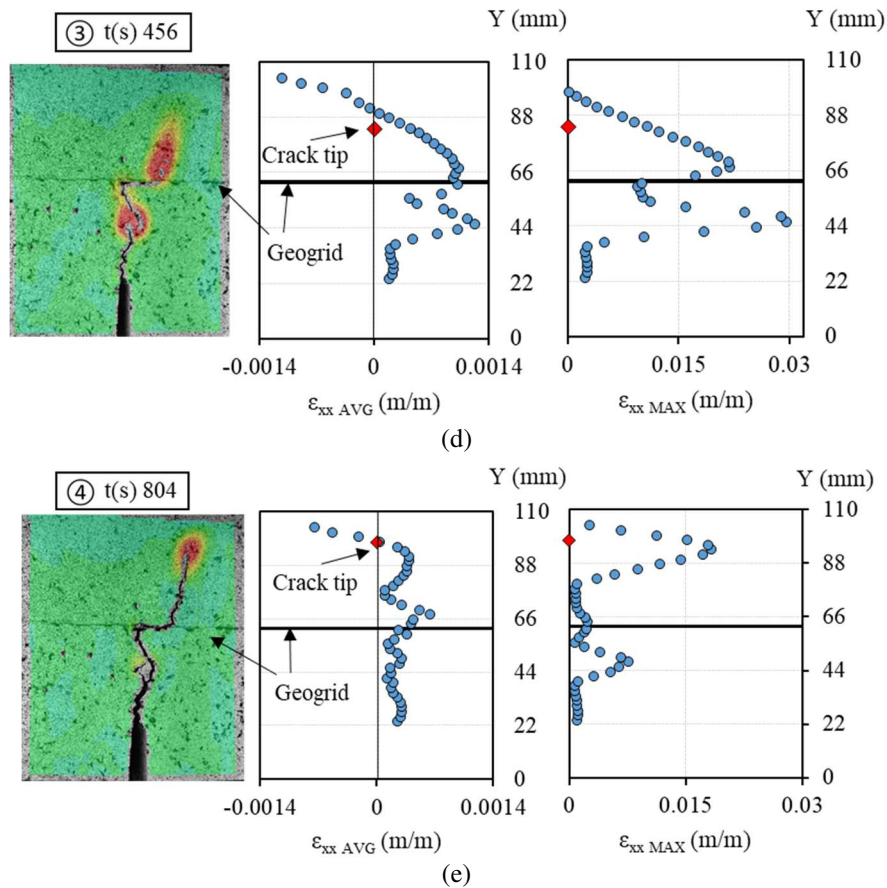 ③ t(s) 456
Y (mm)
Y (mm)
110
88
66
44
22
0
110
88
66
44
22
0
Crack tip
Geogrid
-0.0014
0
0.0014
0
0.015
0.03
εxx AVG (m/m)
εxx MAX (m/m)
(d)
④ t(s) 804
Y (mm)
Y (mm)
110
88
66
44
22
0
110
88
66
44
22
0
Crack tip
Geogrid
-0.0014
0
0.0014
0
0.015
0.03
εxx AVG (m/m)
εxx MAX (m/m)
(e)